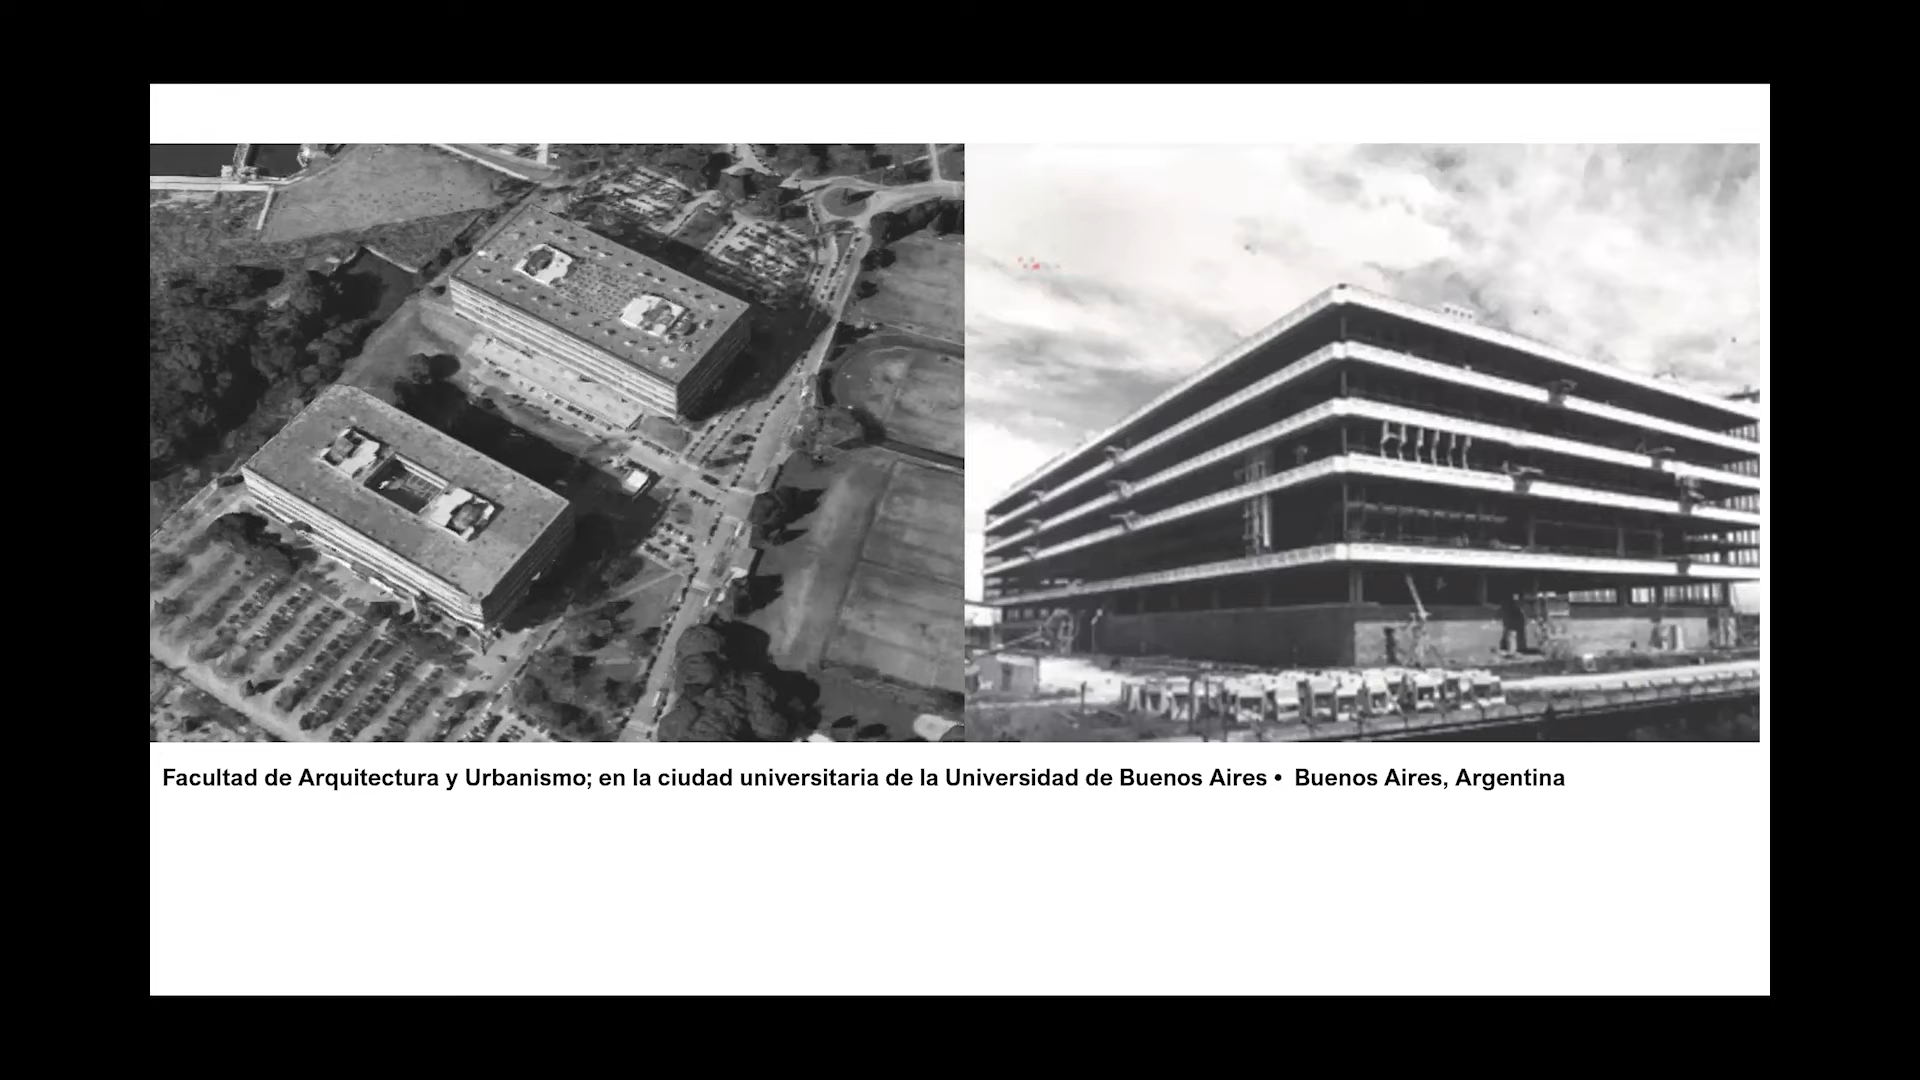 Facultad de Arquitectura y Urbanismo; en la ciudad universitaria de la Universidad de Buenos Aires •  Buenos Aires, Argentina